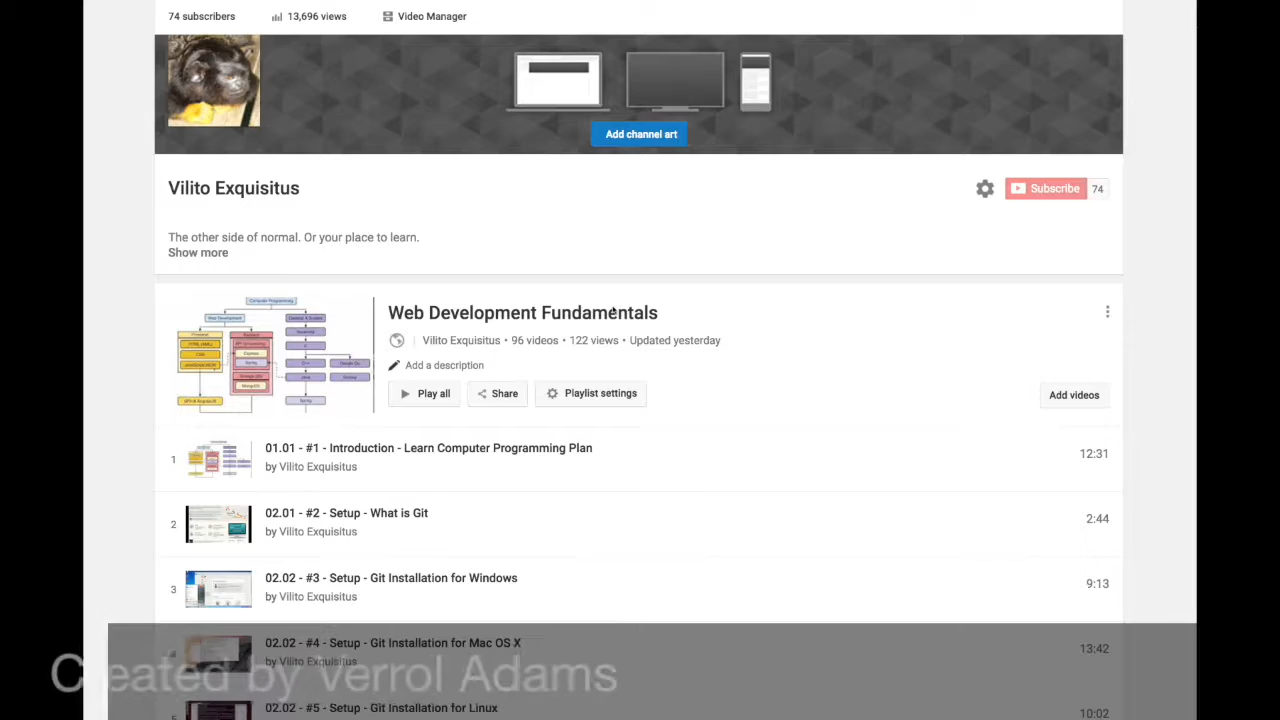 74 subscribers 13,696 views Video Manager
Add channel art
Vilito Exquisitus
Subscribe 74
The other side of normal. Or your place to learn.
Show more
Computer Programming
Web Development Fundamentals
Vilito Exquisitus • 96 videos • 122 views • Updated yesterday
Add a description
Play all Share Playlist settings Add videos
1 01.01 - #1 - Introduction - Learn Computer Programming Plan 12:31
by Vilito Exquisitus
2 02.01 - #2 - Setup - What is Git 2:44
by Vilito Exquisitus
3 02.02 - #3 - Setup - Git Installation for Windows 9:13
by Vilito Exquisitus
02.02 - #4 - Setup - Git Installation for Mac OS X 13:42
by Vilito Exquisitus
Created by Verrol Adams
5 02.02 - #5 - Setup - Git Installation for Linux 10:02